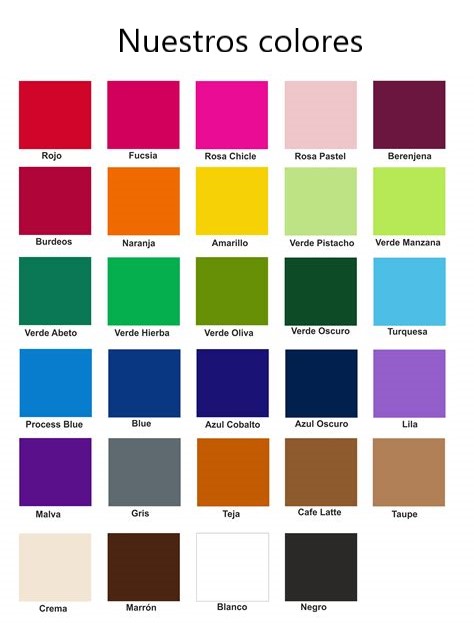 Nuestros colores
Rojo
Fucsia
Rosa Chicle
Rosa Pastel
Berenjena
Burdeos
Naranja
Amarillo
Verde Pistacho
Verde Manzana
Verde Abeto
Verde Hierba
Verde Oliva
Verde Oscuro
Turquesa
Process Blue
Blue
Azul Cobalto
Azul Oscuro
Lila
Malva
Gris
Teja
Cafe Latte
Taupe
Crema
Marrón
Blanco
Negro